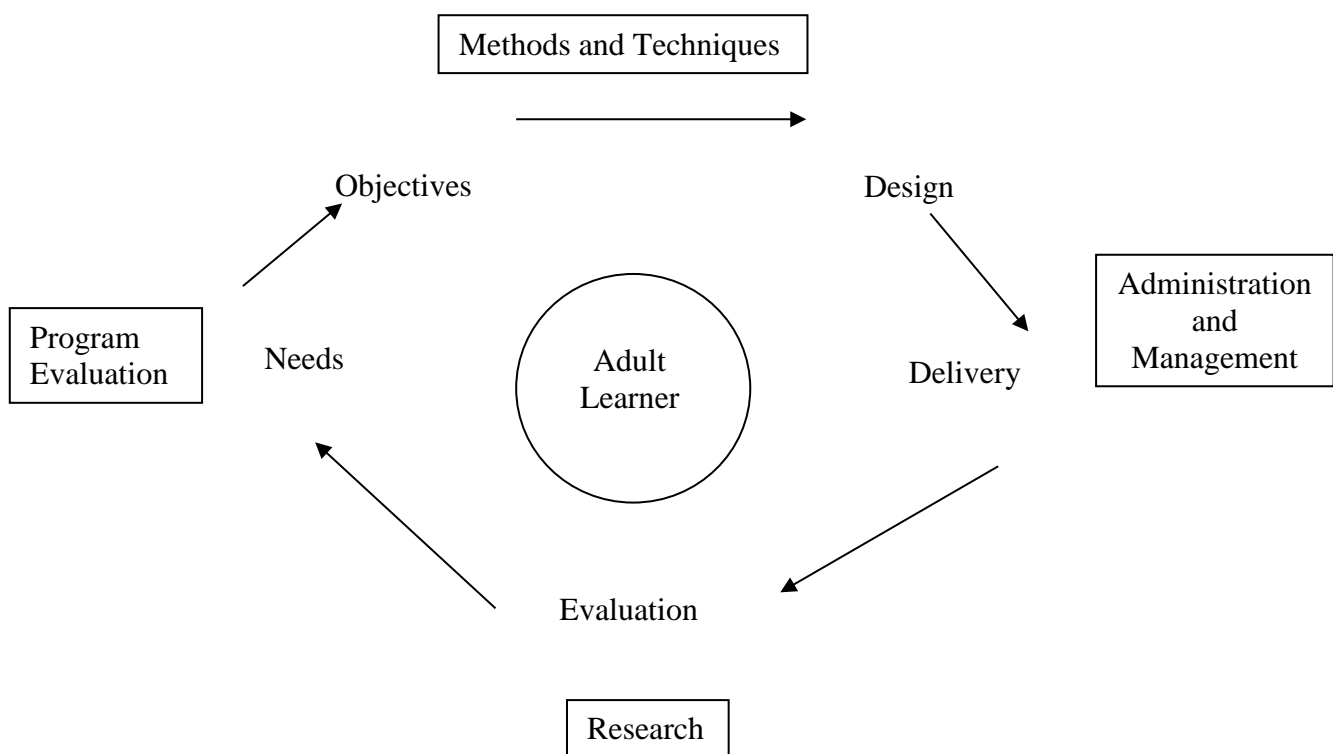 Methods and Techniques
Objectives
Design
Administration
and
Management
Program
Evaluation
Needs
Adult
Learner
Delivery
Evaluation
Research